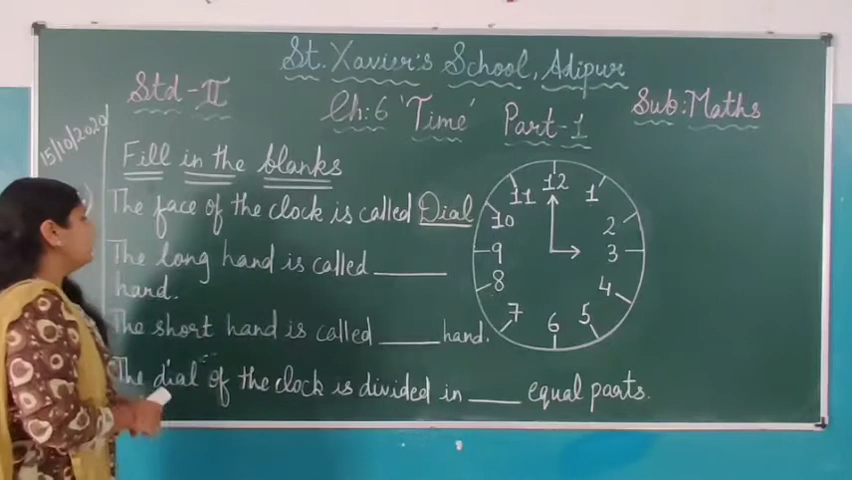 St. Xavier's School, Adipur
Std - II
Ch: 6 'Time' Part - 1
Sub: Maths
15/10/2020
Fill in the blanks
The face of the clock is called Dial
The long hand is called ______
hand.
The short hand is called ______ hand.
The dial of the clock is divided in ______ equal parts.
12
1
2
3
4
5
6
7
8
9
10
11